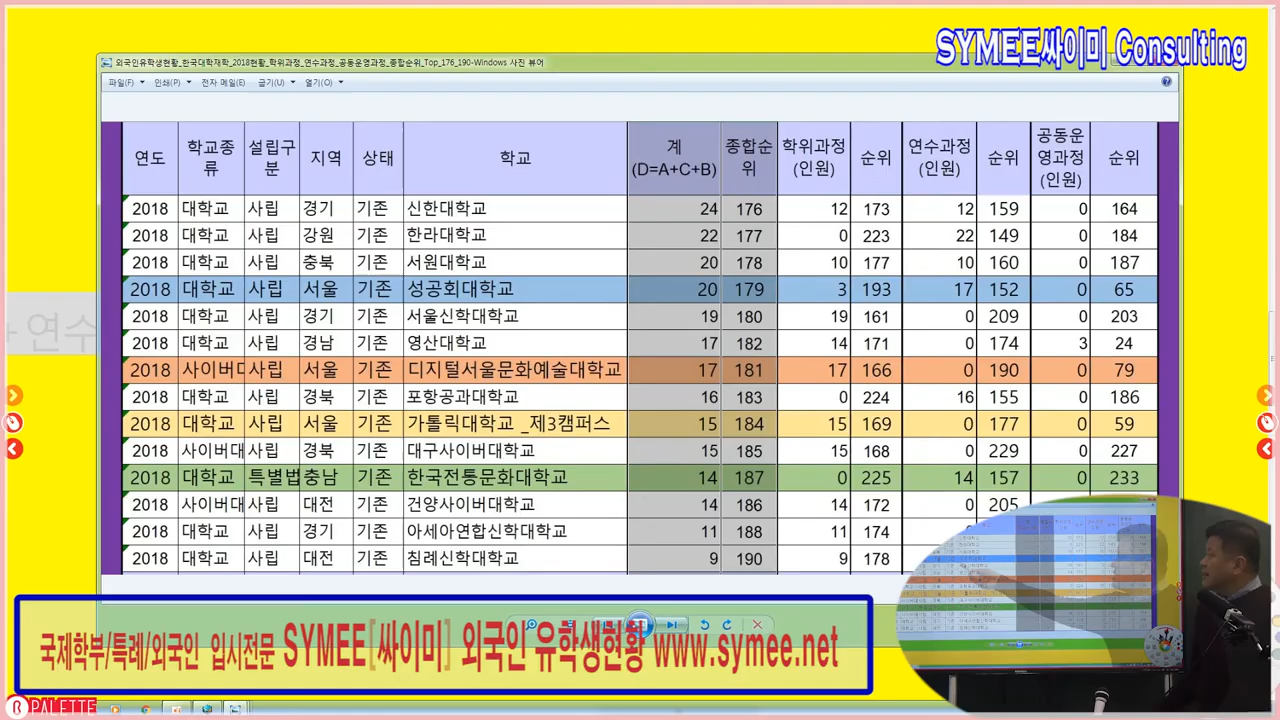 SYMEE싸이미 Consulting
외국인유학생현황_한국대학재학_2018현황_학위과정_연수과정_공동운영과정_종합순위_Top_176_190-Windows 사진 뷰어
파일(F) 인쇄(P) 전자 메일(E) 굽기(U) 열기(O)
연도 학교종류 설립구분 지역 상태 학교 계(D=A+C+B) 종합순위 학위과정(인원) 순위 연수과정(인원) 순위 공동운영과정(인원) 순위
2018 대학교 사립 경기 기존 신한대학교 24 176 12 173 12 159 0 164
2018 대학교 사립 강원 기존 한라대학교 22 177 0 223 22 149 0 184
2018 대학교 사립 충북 기존 서원대학교 20 178 10 177 10 160 0 187
2018 대학교 사립 서울 기존 성공회대학교 20 179 3 193 17 152 0 65
2018 대학교 사립 경기 기존 서울신학대학교 19 180 19 161 0 209 0 203
2018 대학교 사립 경남 기존 영산대학교 17 182 14 171 0 174 3 24
2018 사이버대 사립 서울 기존 디지털서울문화예술대학교 17 181 17 166 0 190 0 79
2018 대학교 사립 경북 기존 포항공과대학교 16 183 0 224 16 155 0 186
2018 대학교 사립 서울 기존 가톨릭대학교 _제3캠퍼스 15 184 15 169 0 177 0 59
2018 사이버대 사립 경북 기존 대구사이버대학교 15 185 15 168 0 229 0 227
2018 대학교 특별법 충남 기존 한국전통문화대학교 14 187 0 225 14 157 0 233
2018 사이버대 사립 대전 기존 건양사이버대학교 14 186 14 172 0 205
2018 대학교 사립 경기 기존 아세아연합신학대학교 11 188 11 174
2018 대학교 사립 대전 기존 침례신학대학교 9 190 9 178
연수
국제학부/특례/외국인 입시전문 SYMEE[싸이미] 외국인 유학생현황 www.symee.net
PALETTE